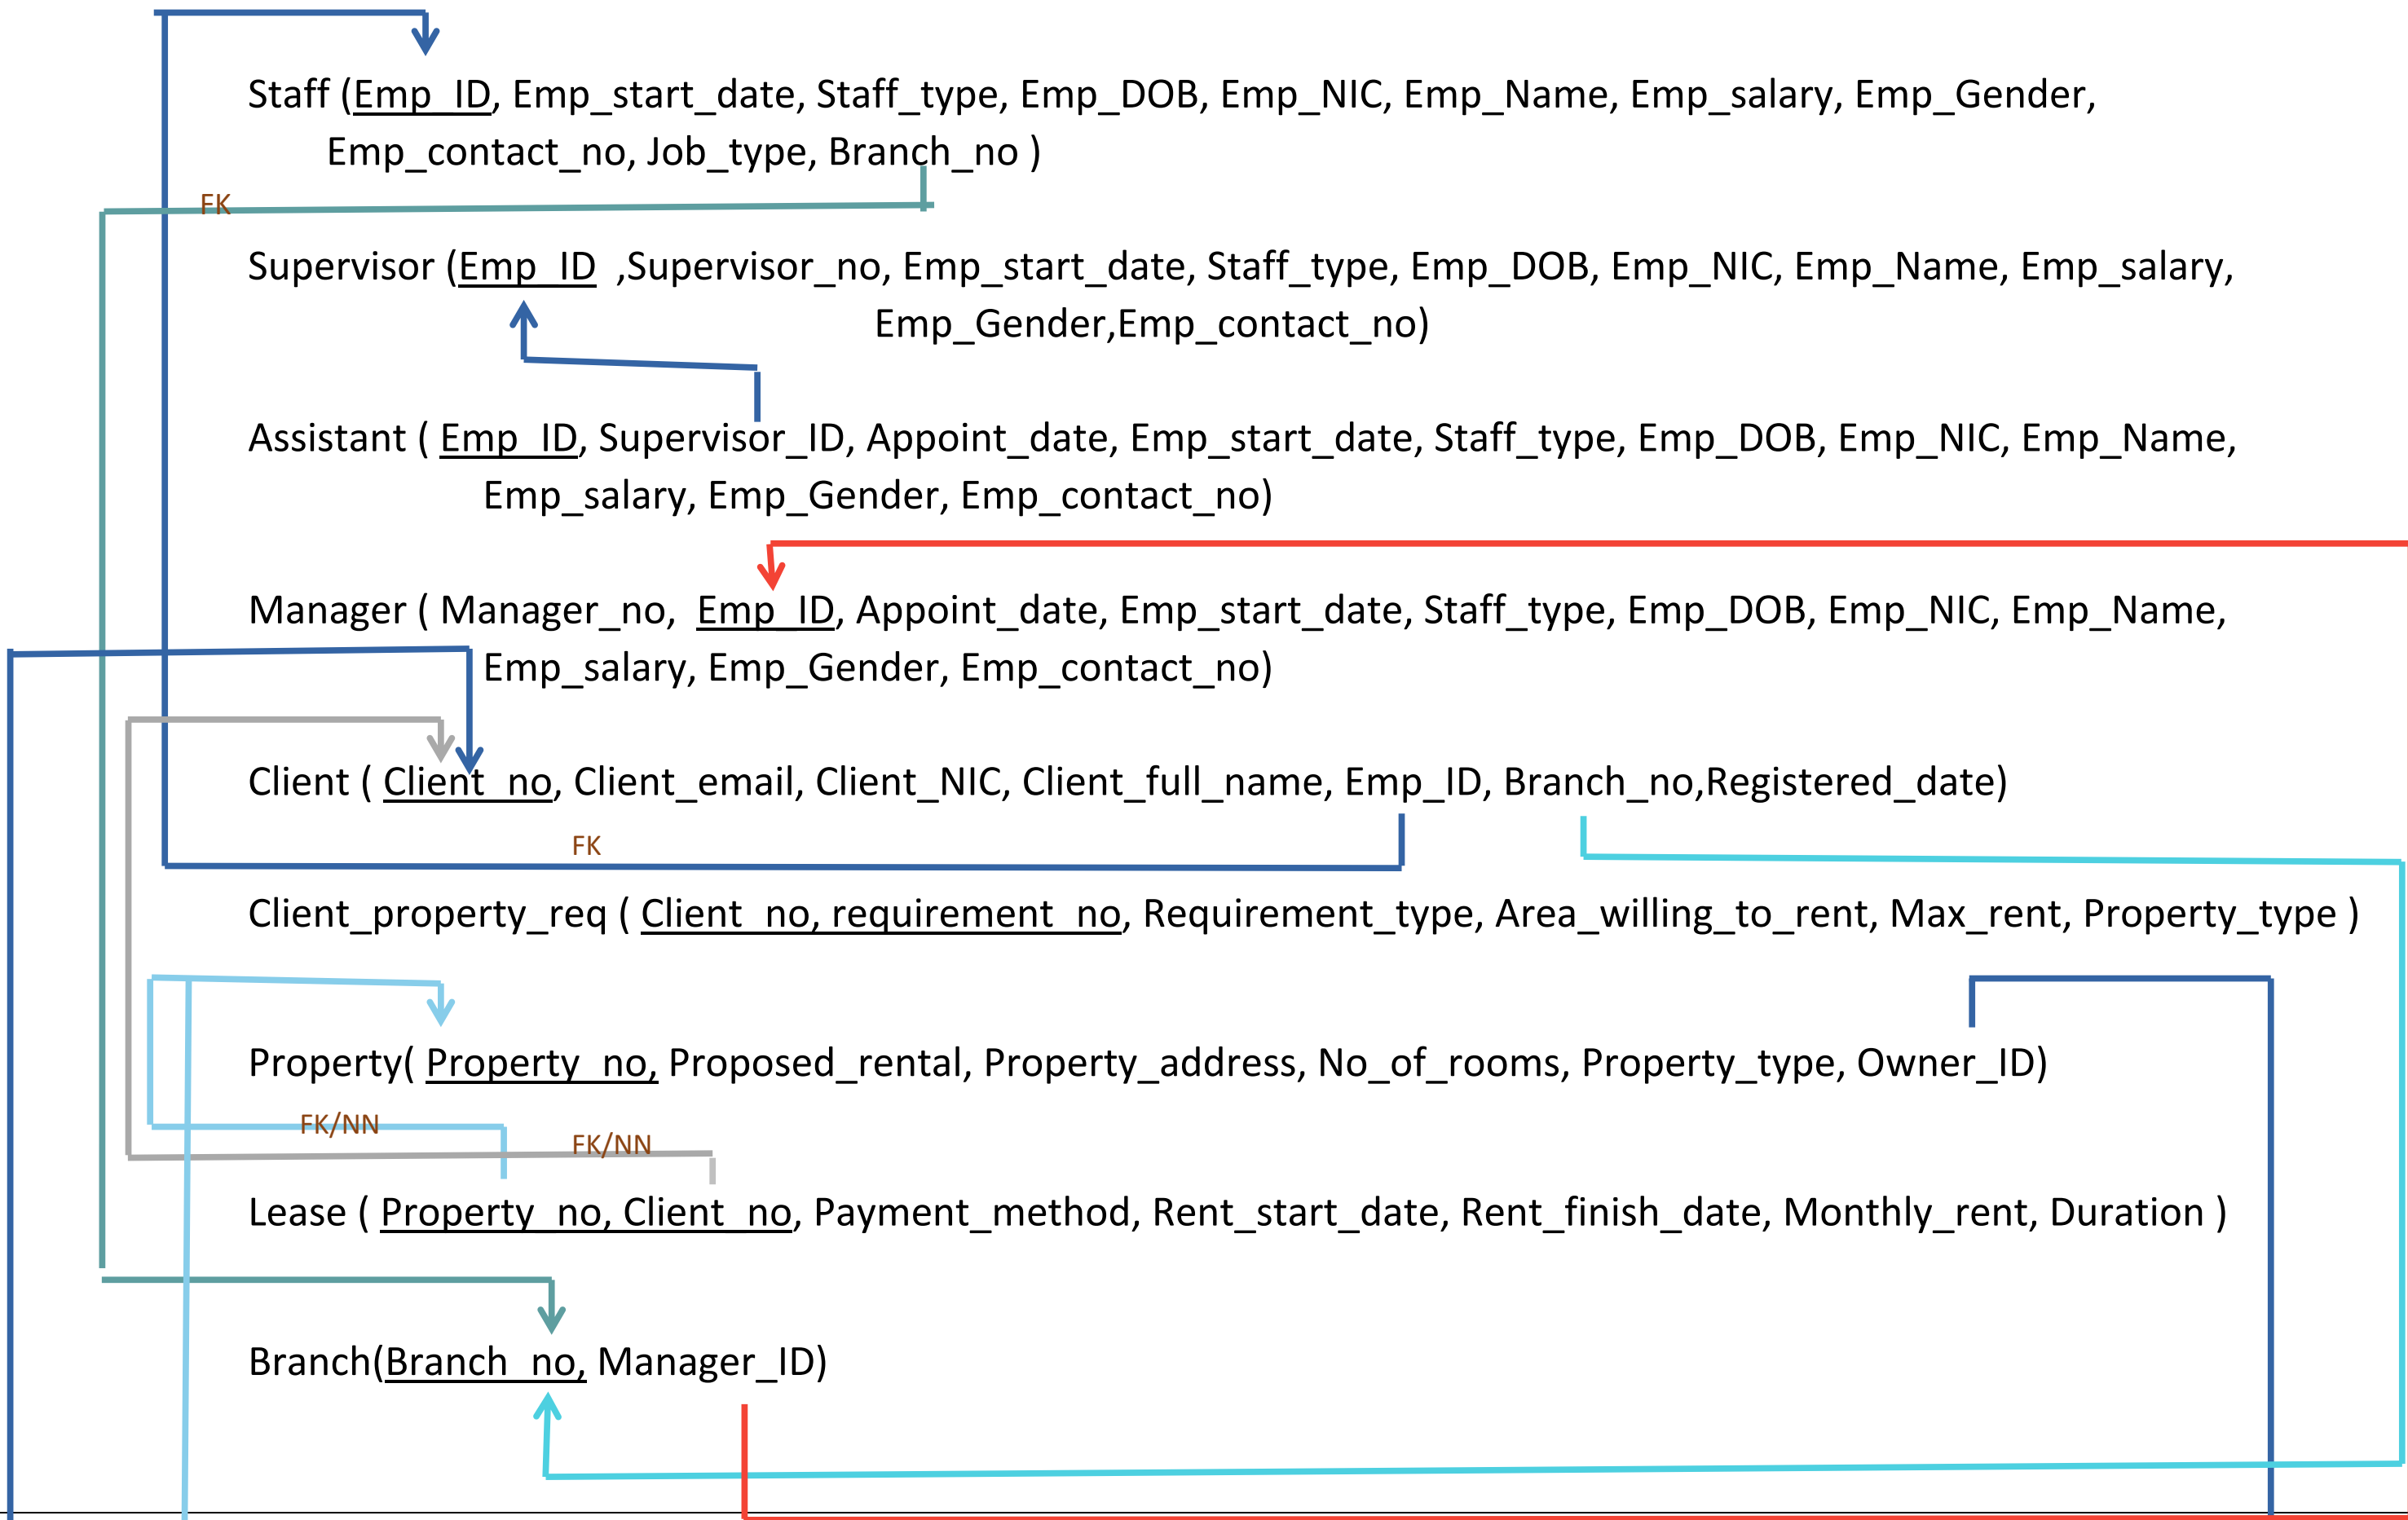 Staff (Emp_ID, Emp_start_date, Staff_type, Emp_DOB, Emp_NIC, Emp_Name, Emp_salary, Emp_Gender,
Emp_contact_no, Job_type, Branch_no )
FK
Supervisor (Emp_ID ,Supervisor_no, Emp_start_date, Staff_type, Emp_DOB, Emp_NIC, Emp_Name, Emp_salary,
Emp_Gender,Emp_contact_no)
Assistant ( Emp_ID, Supervisor_ID, Appoint_date, Emp_start_date, Staff_type, Emp_DOB, Emp_NIC, Emp_Name,
Emp_salary, Emp_Gender, Emp_contact_no)
Manager ( Manager_no, Emp_ID, Appoint_date, Emp_start_date, Staff_type, Emp_DOB, Emp_NIC, Emp_Name,
Emp_salary, Emp_Gender, Emp_contact_no)
Client ( Client_no, Client_email, Client_NIC, Client_full_name, Emp_ID, Branch_no,Registered_date)
FK
Client_property_req ( Client_no, requirement_no, Requirement_type, Area_willing_to_rent, Max_rent, Property_type )
Property( Property_no, Proposed_rental, Property_address, No_of_rooms, Property_type, Owner_ID)
FK/NN
FK/NN
Lease ( Property_no, Client_no, Payment_method, Rent_start_date, Rent_finish_date, Monthly_rent, Duration )
Branch(Branch_no, Manager_ID)